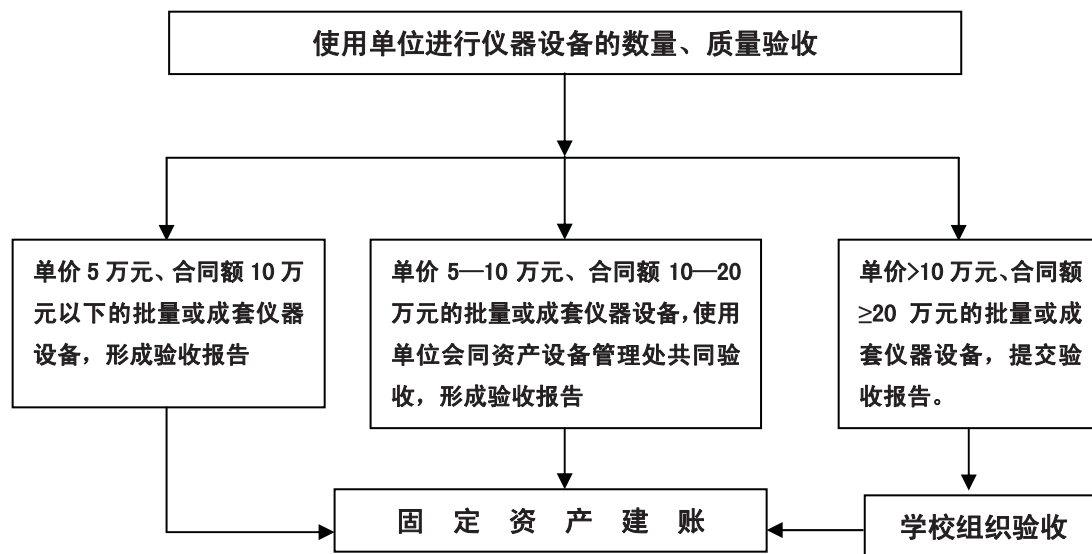 使用单位进行仪器设备的数量、质量验收
单价 5 万元、合同额 10 万
元以下的批量或成套仪器
设备，形成验收报告
单价 5—10 万元、合同额 10—20
万元的批量或成套仪器设备,使用
单位会同资产设备管理处共同验
收，形成验收报告
单价>10 万元、合同额
≥20 万元的批量或成
套仪器设备，提交验
收报告。
固 定 资 产 建 账
学校组织验收